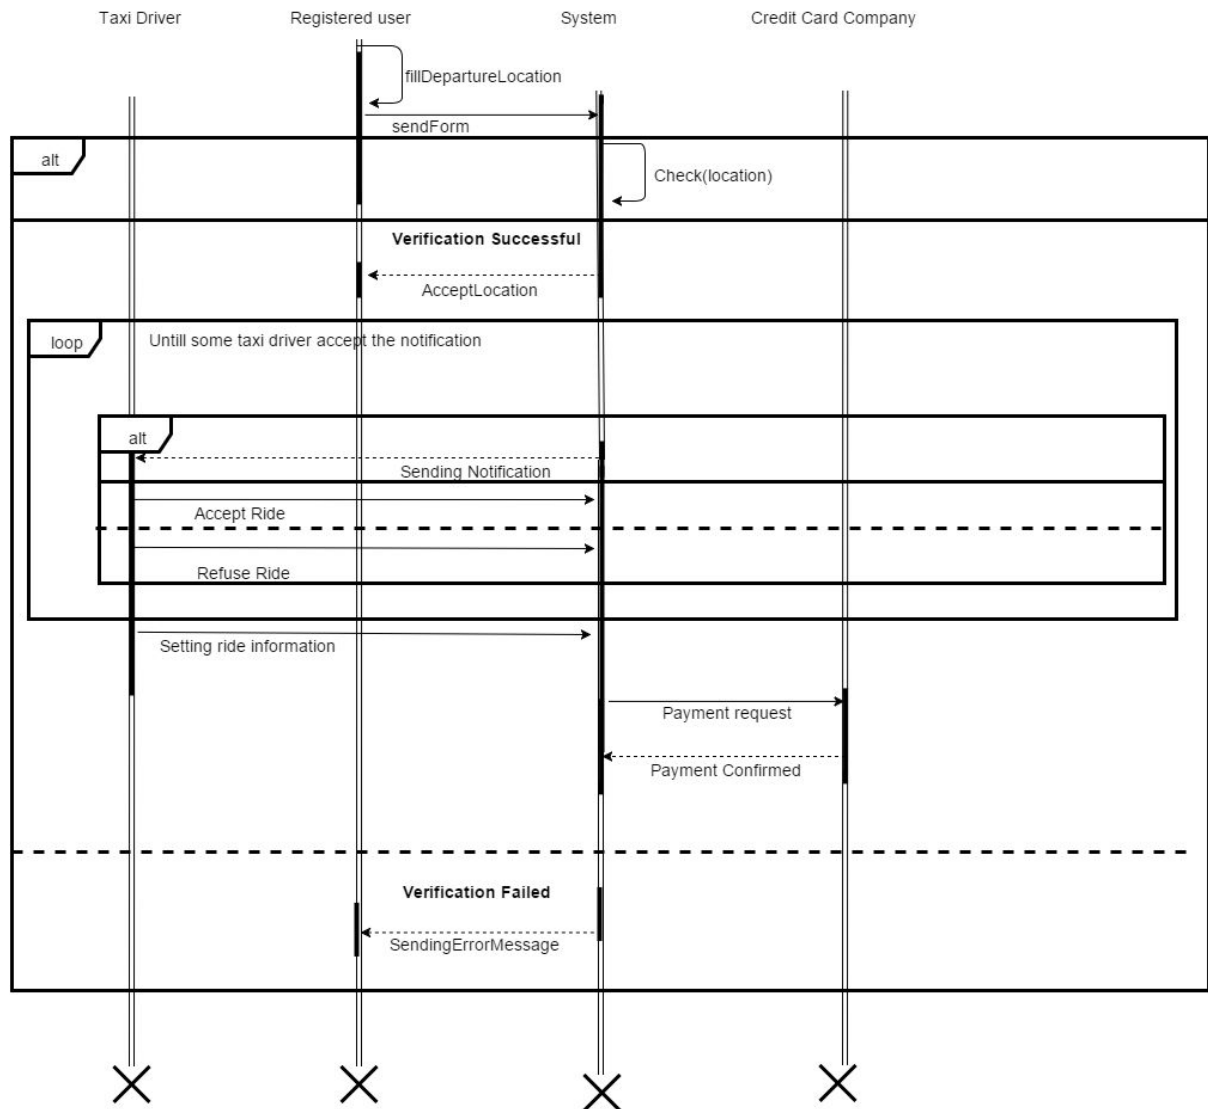 Taxi Driver
Registered user
System
Credit Card Company
fillDepartureLocation
sendForm
alt
Check(location)
Verification Successful
AcceptLocation
loop
Untill some taxi driver accept the notification
alt
Sending Notification
Accept Ride
Refuse Ride
Setting ride information
Payment request
Payment Confirmed
Verification Failed
SendingErrorMessage